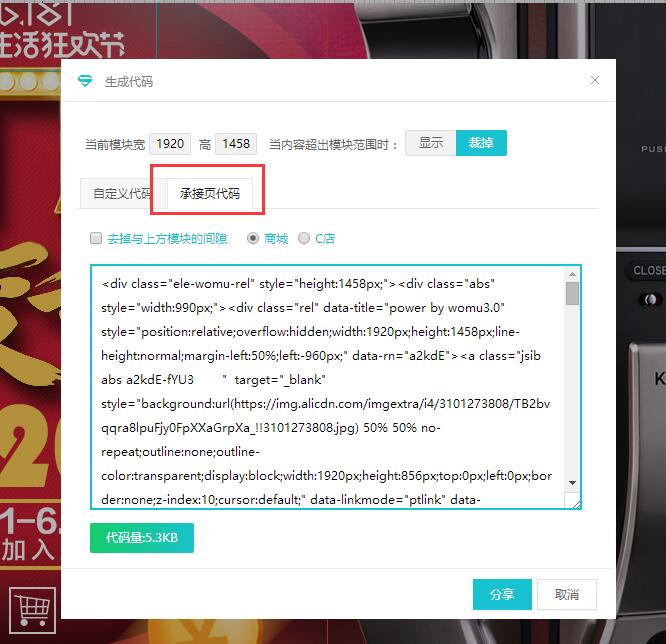 6.18
生活狂欢节
生成代码
当前模块宽 1920 高 1458 当内容超出模块范围时： 显示 裁掉
PUS
自定义代码 承接页代码
去掉与上方模块的间隙 商城 C店
CLOSE
<div class="ele-womu-rel" style="height:1458px;"><div class="abs"
style="width:990px;"><div class="rel" data-title="power by womu3.0"
style="position:relative;overflow:hidden;width:1920px;height:1458px;line-
height:normal;margin-left:50%;left:-960px;" data-rn="a2kdE"><a class="jsib
abs a2kdE-fYU3 " target="_blank"
K
style="background:url(https://img.alicdn.com/imgextra/i4/3101273808/TB2bv
qqra8lpuFjy0FpXXaGrpXa_!!3101273808.jpg) 50% 50% no-
repeat;outline:none;outline-
20
color:transparent;display:block;width:1920px;height:856px;top:0px;left:0px;bor
der:none;z-index:10;cursor:default;" data-linkmode="ptlink" data-
1-6.
代码量:5.3KB
加入
分享 取消